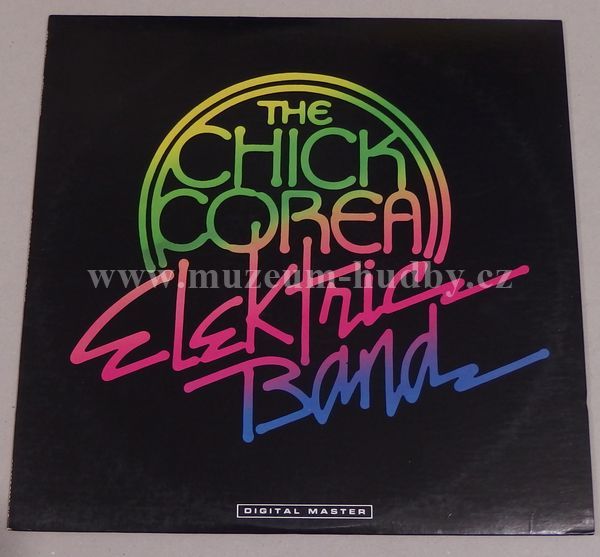 THE
CHICK
COREA
Elektric
Band
www.muzeum-hudby.cz
DIGITAL MASTER